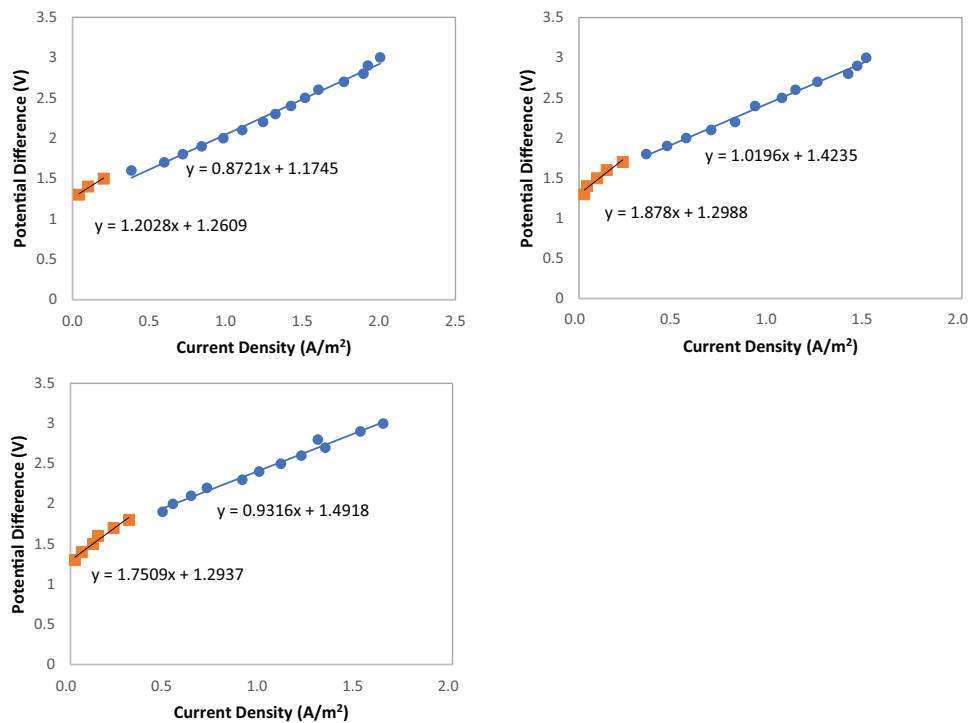 3.5
3
2.5
2
1.5
1
0.5
0
Potential Difference (V)
y = 0.8721x + 1.1745
y = 1.2028x + 1.2609
0.0 0.5 1.0 1.5 2.0 2.5
Current Density (A/m²)
3.5
3
2.5
2
1.5
1
0.5
0
Potential Difference (V)
y = 1.0196x + 1.4235
y = 1.878x + 1.2988
0.0 0.5 1.0 1.5 2.0
Current Density (A/m²)
3.5
3
2.5
2
1.5
1
0.5
0
Potential Difference (V)
y = 0.9316x + 1.4918
y = 1.7509x + 1.2937
0.0 0.5 1.0 1.5 2.0
Current Density (A/m²)